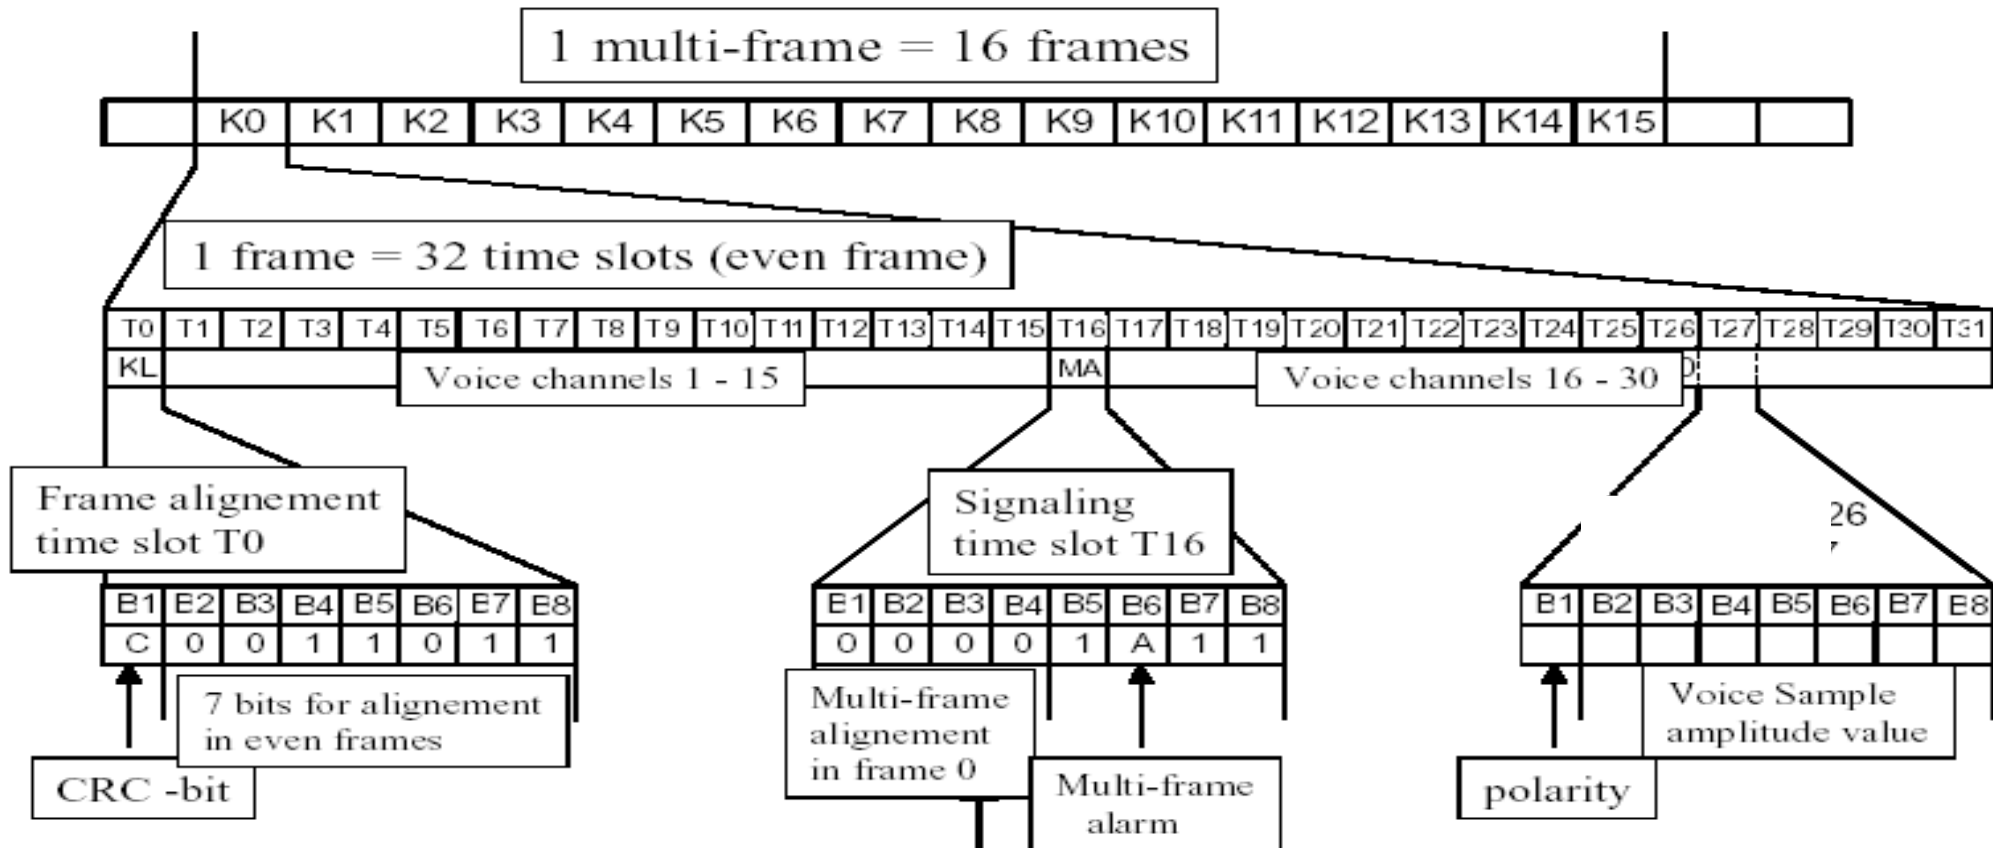 1 multi-frame = 16 frames
K0 K1 K2 K3 K4 K5 K6 K7 K8 K9 K10 K11 K12 K13 K14 K15
1 frame = 32 time slots (even frame)
T0 T1 T2 T3 T4 T5 T6 T7 T8 T9 T10 T11 T12 T13 T14 T15 T16 T17 T18 T19 T20 T21 T22 T23 T24 T25 T26 T27 T28 T29 T30 T31
KL
Voice channels 1 - 15
MA
Voice channels 16 - 30
Frame alignement
time slot T0
Signaling
time slot T16
26
B1 B2 B3 B4 B5 B6 B7 B8
C 0 0 1 1 0 1 1
B1 B2 B3 B4 B5 B6 B7 B8
0 0 0 0 1 A 1 1
B1 B2 B3 B4 B5 B6 B7 B8
7 bits for alignement
in even frames
CRC -bit
Multi-frame
alignement
in frame 0
Multi-frame
alarm
Voice Sample
amplitude value
polarity